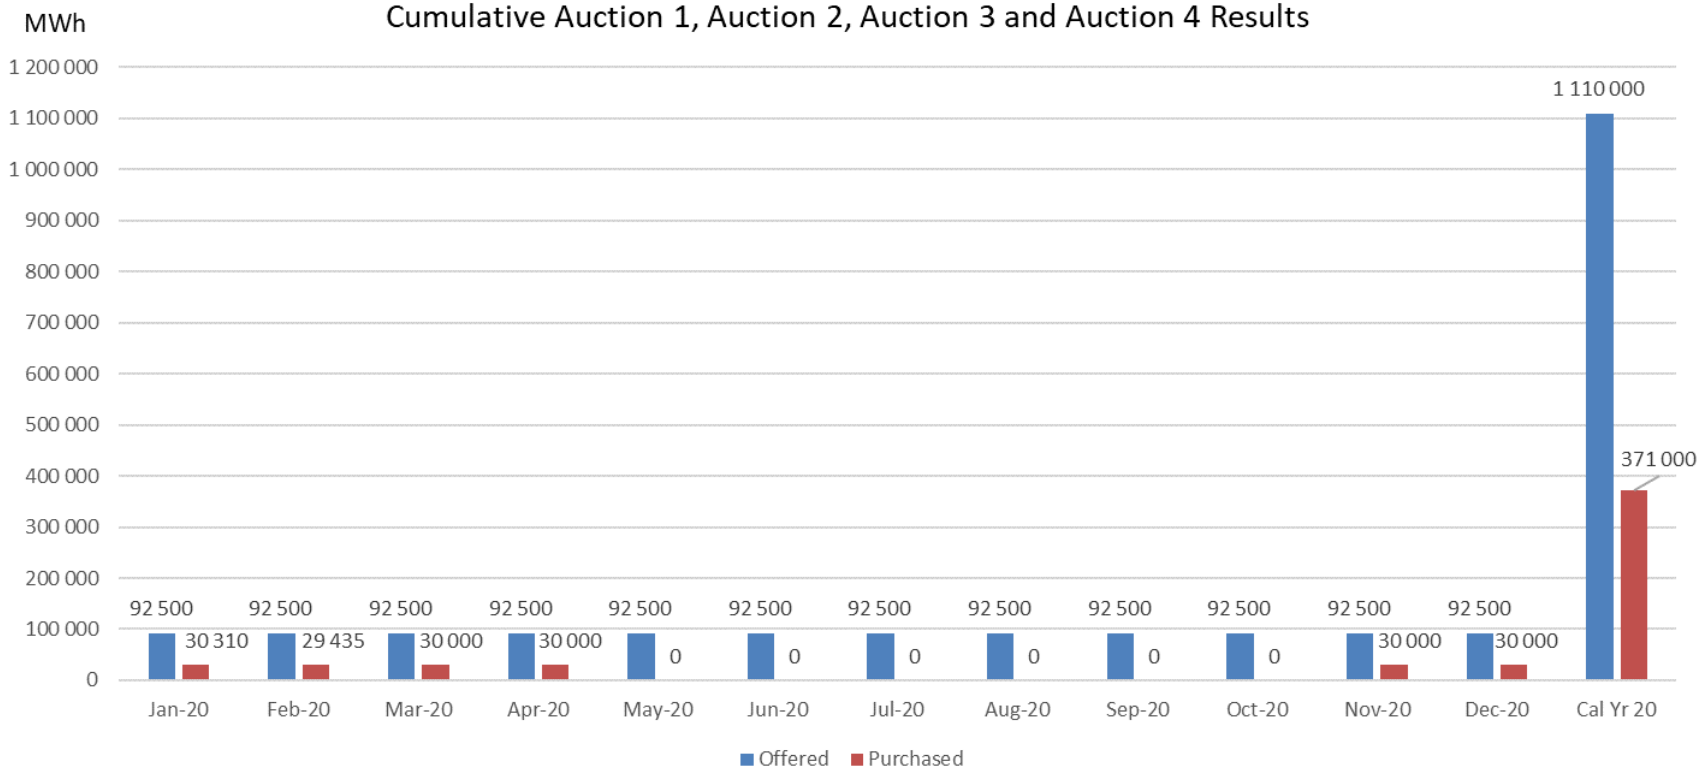 Cumulative Auction 1, Auction 2, Auction 3 and Auction 4 Results
MWh
1 200 000
1 100 000
1 000 000
900 000
800 000
700 000
600 000
500 000
400 000
300 000
200 000
100 000
0
1 110 000
371 000
92 500 92 500 92 500 92 500 92 500 92 500 92 500 92 500 92 500 92 500 92 500 92 500
30 310 29 435 30 000 30 000 0 0 0 0 0 0 30 000 30 000
Jan-20 Feb-20 Mar-20 Apr-20 May-20 Jun-20 Jul-20 Aug-20 Sep-20 Oct-20 Nov-20 Dec-20 Cal Yr 20
Offered Purchased